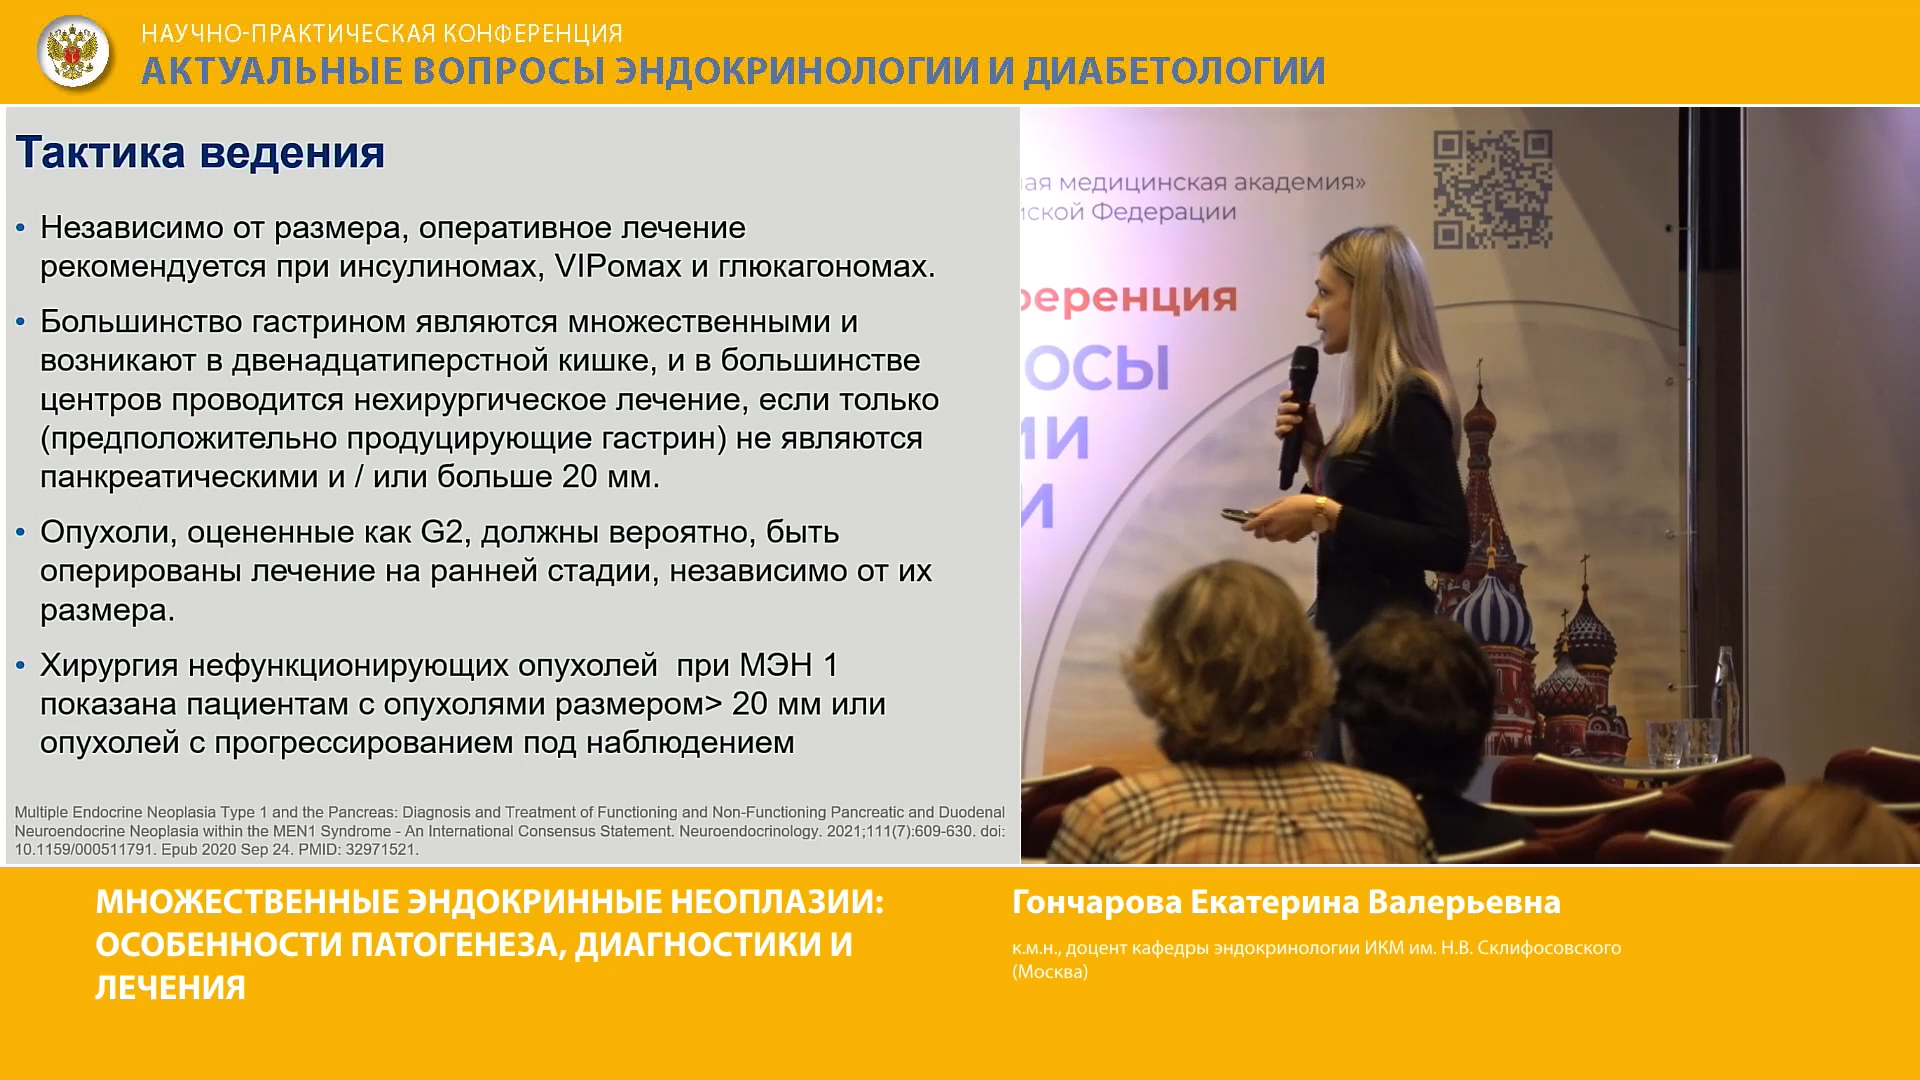 НАУЧНО-ПРАКТИЧЕСКАЯ КОНФЕРЕНЦИЯ
АКТУАЛЬНЫЕ ВОПРОСЫ ЭНДОКРИНОЛОГИИ И ДИАБЕТОЛОГИИ
Тактика ведения
• Независимо от размера, оперативное лечение
рекомендуется при инсулиномах, VIPомах и глюкагономах.
• Большинство гастрином являются множественными и
возникают в двенадцатиперстной кишке, и в большинстве
центров проводится нехирургическое лечение, если только
(предположительно продуцирующие гастрин) не являются
панкреатическими и / или больше 20 мм.
• Опухоли, оцененные как G2, должны вероятно, быть
оперированы лечение на ранней стадии, независимо от их
размера.
• Хирургия нефункционирующих опухолей  при МЭН 1
показана пациентам с опухолями размером> 20 мм или
опухолей с прогрессированием под наблюдением
Multiple Endocrine Neoplasia Type 1 and the Pancreas: Diagnosis and Treatment of Functioning and Non-Functioning Pancreatic and Duodenal
Neuroendocrine Neoplasia within the MEN1 Syndrome - An International Consensus Statement. Neuroendocrinology. 2021;111(7):609-630. doi:
10.1159/000511791. Epub 2020 Sep 24. PMID: 32971521.
ная медицинская академия»
йской Федерации
ференция
ОСЫ
ИИ
И
МНОЖЕСТВЕННЫЕ ЭНДОКРИННЫЕ НЕОПЛАЗИИ:
ОСОБЕННОСТИ ПАТОГЕНЕЗА, ДИАГНОСТИКИ И
ЛЕЧЕНИЯ
Гончарова Екатерина Валерьевна
к.м.н., доцент кафедры эндокринологии ИКМ им. Н.В. Склифосовского
(Москва)